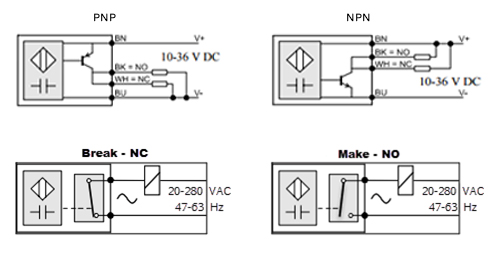 PNP
BN
V+
10-36 V DC
BK = NO
WH = NC
BU
V-
NPN
BN
V+
BK = NO
WH = NC
10-36 V DC
BU
V-
Break - NC
20-280 VAC
47-63 Hz
Make - NO
20-280 VAC
47-63 Hz